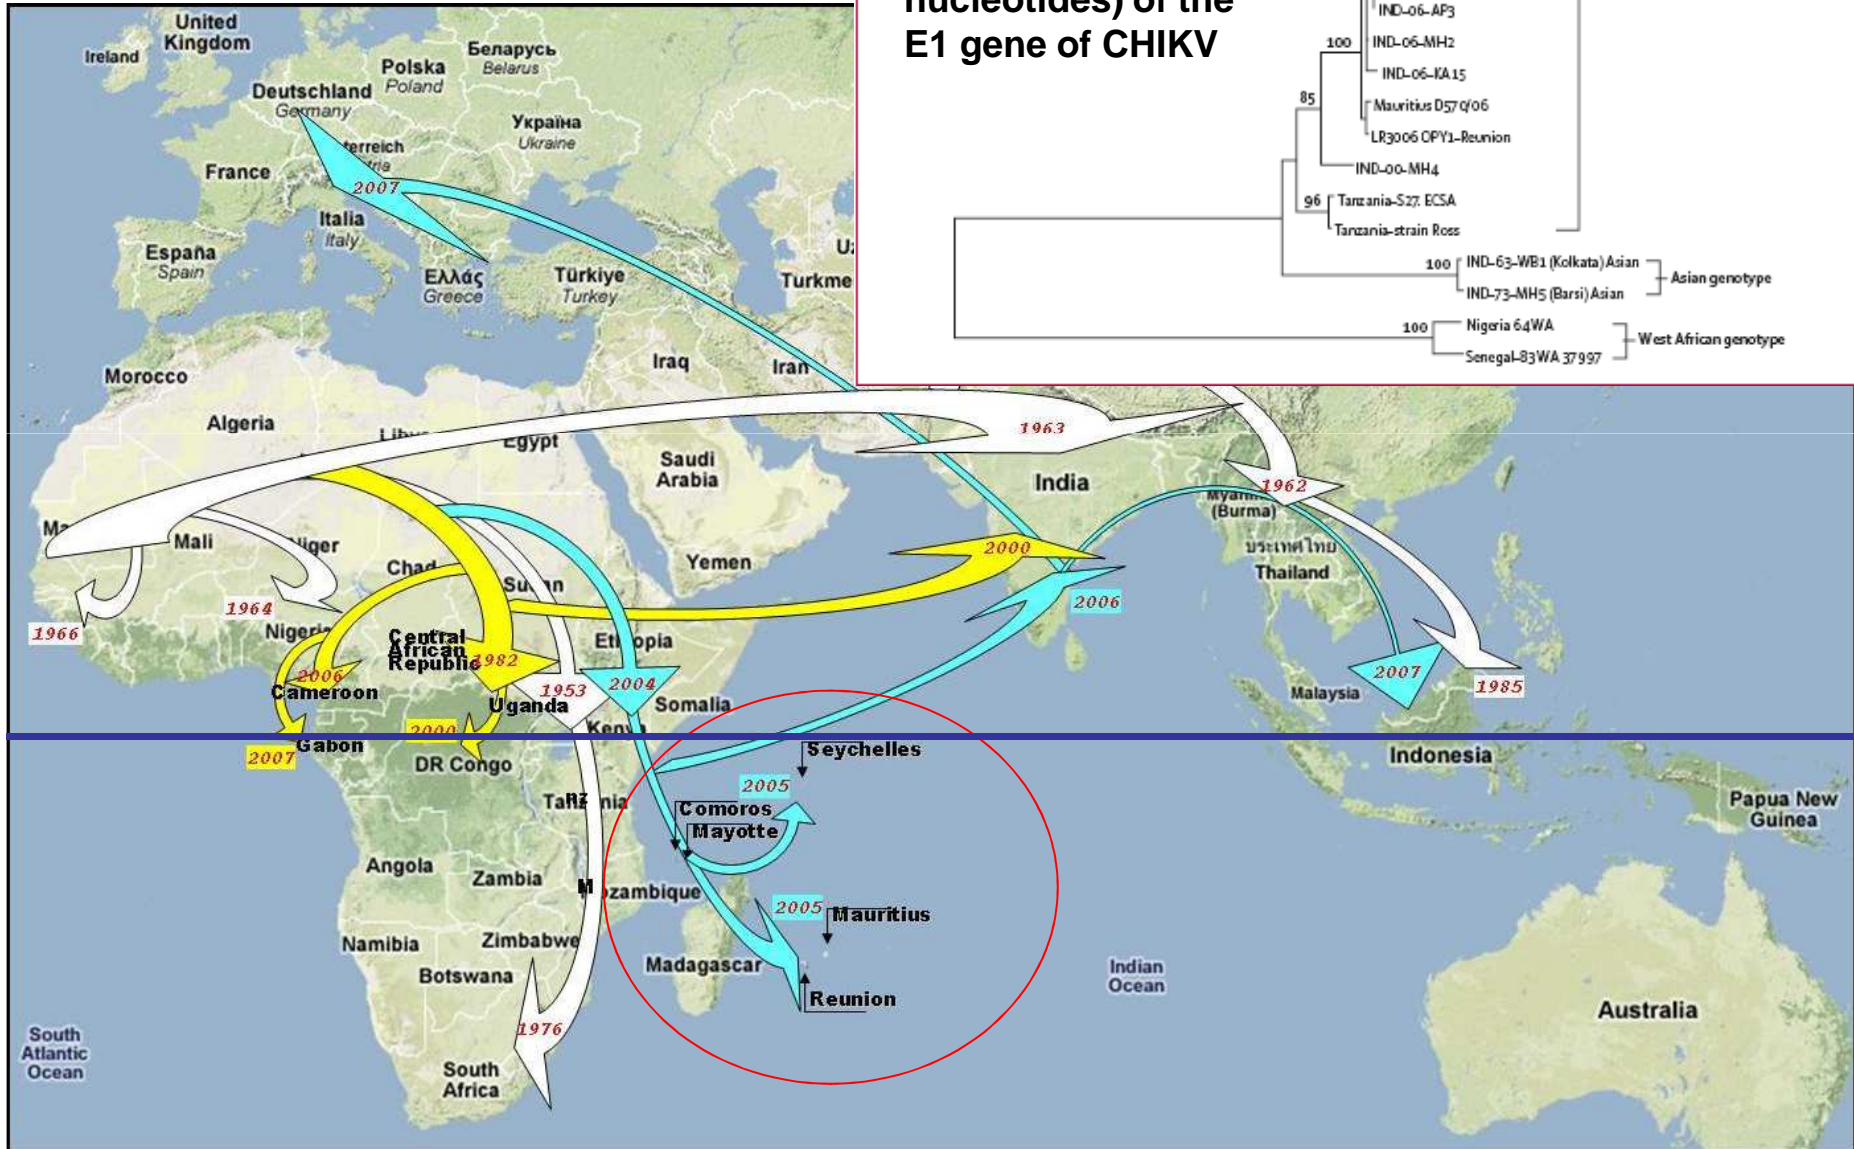 nucleotides) of the
E1 gene of CHIKV
IND-06-AP3
100
IND-06-MH2
IND-06-KA15
85
Mauritius D570/06
LR3006 OPY1-Reunion
IND-00-MH4
96
Tanzania-S27. ECSA
Tanzania-strain Ross
100
IND-63-WB1 (Kolkata) Asian
IND-73-MH5 (Barsi) Asian
Asian genotype
100
Nigeria 64WA
Senegal-83WA 37997
West African genotype
United
Kingdom
Ireland
Беларусь
Belarus
Polska
Poland
Deutschland
Germany
Україна
Ukraine
terreich
tria
France
2007
Italia
Italy
España
Spain
Ελλάς
Greece
Türkiye
Turkey
Turkme
Morocco
Iraq
Iran
Algeria
Egypt
1963
Saudi
Arabia
India
1962
Myanm
(Burma)
Mali
Niger
Chad
Sudan
Yemen
2000
ประเทศไทย
Thailand
1964
1966
Nigeria
Central
African
Republic
1982
Ethiopia
2006
2006
Cameroon
1953
2004
Uganda
Somalia
Kenya
2007
1985
Malaysia
2000
Gabon
2007
DR Congo
Seychelles
Indonesia
2005
Tanzania
Comoros
Mayotte
Papua New
Guinea
Angola
Zambia
Mozambique
2005
Mauritius
Namibia
Zimbabwe
Madagascar
Botswana
Indian
Ocean
Reunion
Australia
1976
South
Atlantic
Ocean
South
Africa